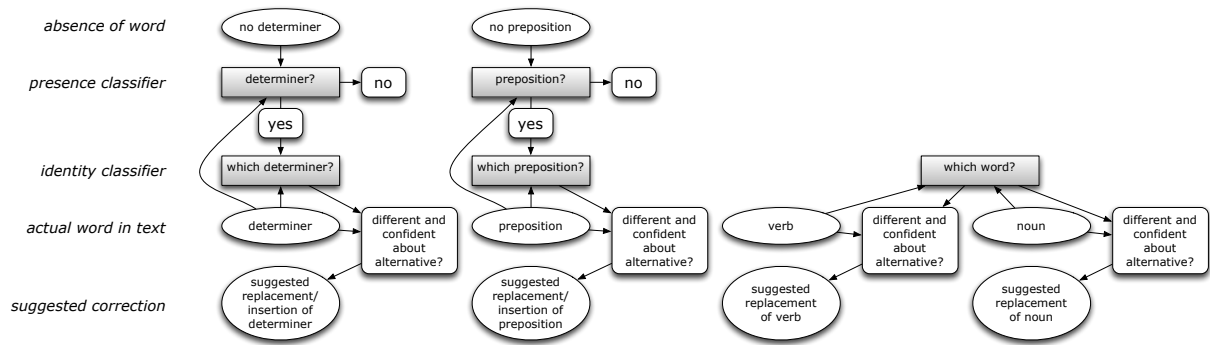 absence of word
no determiner
no preposition
presence classifier
determiner?
no
preposition?
no
yes
yes
identity classifier
which determiner?
which preposition?
which word?
actual word in text
determiner
different and
confident
about
alternative?
preposition
different and
confident
about
alternative?
verb
different and
confident
about
alternative?
noun
different and
confident
about
alternative?
suggested correction
suggested
replacement/
insertion of
determiner
suggested
replacement/
insertion of
preposition
suggested
replacement
of verb
suggested
replacement
of noun